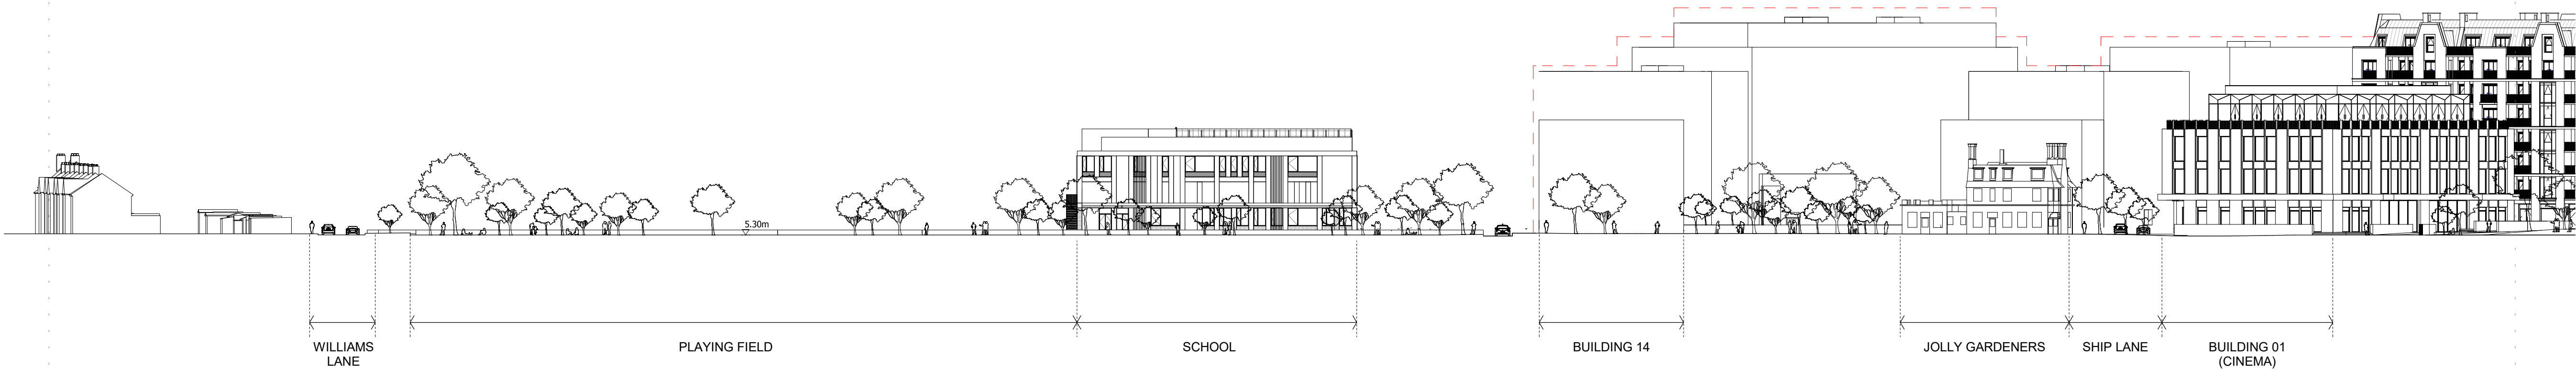 5.30m
WILLIAMS
LANE
PLAYING FIELD
SCHOOL
BUILDING 14
JOLLY GARDENERS
SHIP LANE
BUILDING 01
(CINEMA)